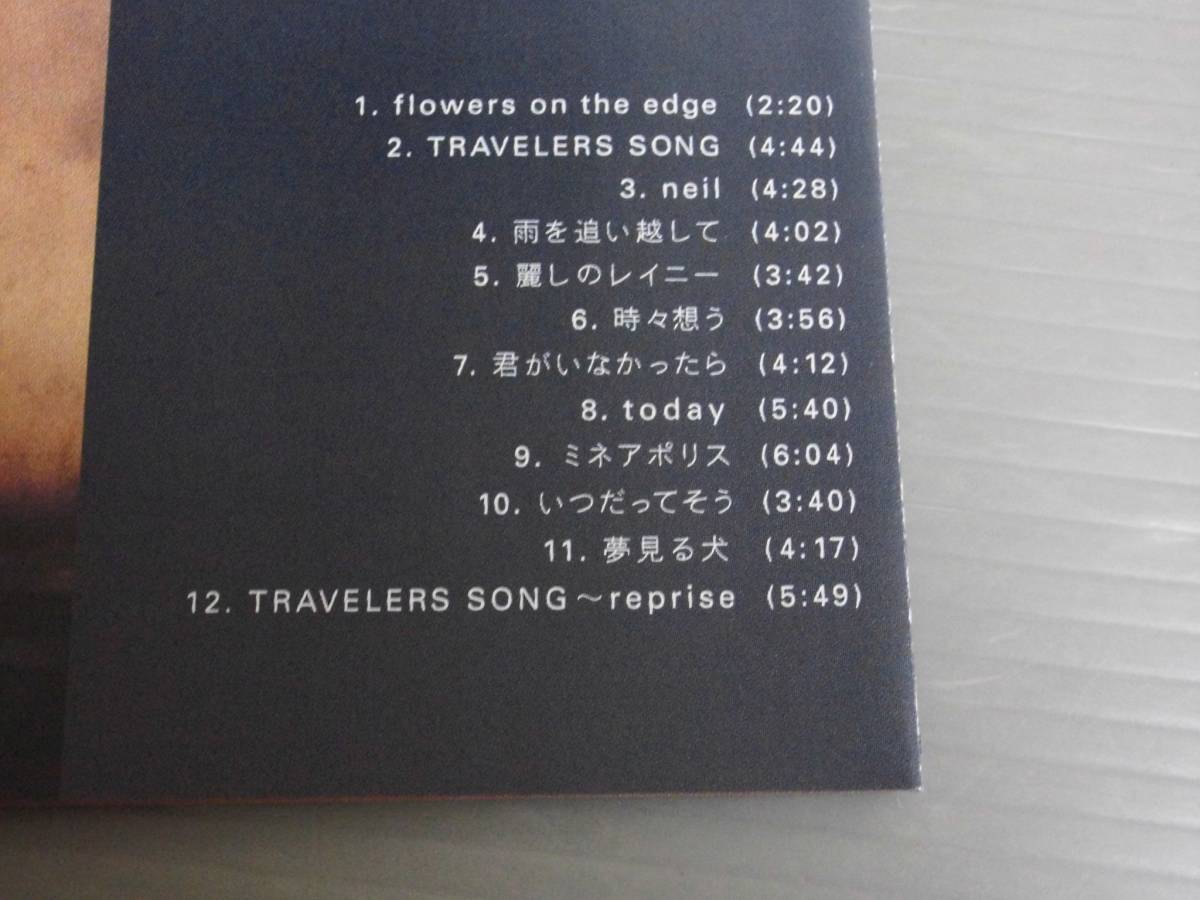 1. flowers on the edge (2:20)
2. TRAVELERS SONG (4:44)
3. neil (4:28)
4. 雨を追い越して (4:02)
5. 麗しのレイニー (3:42)
6. 時々想う (3:56)
7. 君がいなかったら (4:12)
8. today (5:40)
9. ミネアポリス (6:04)
10. いつだってそう (3:40)
11. 夢見る犬 (4:17)
12. TRAVELERS SONG～reprise (5:49)